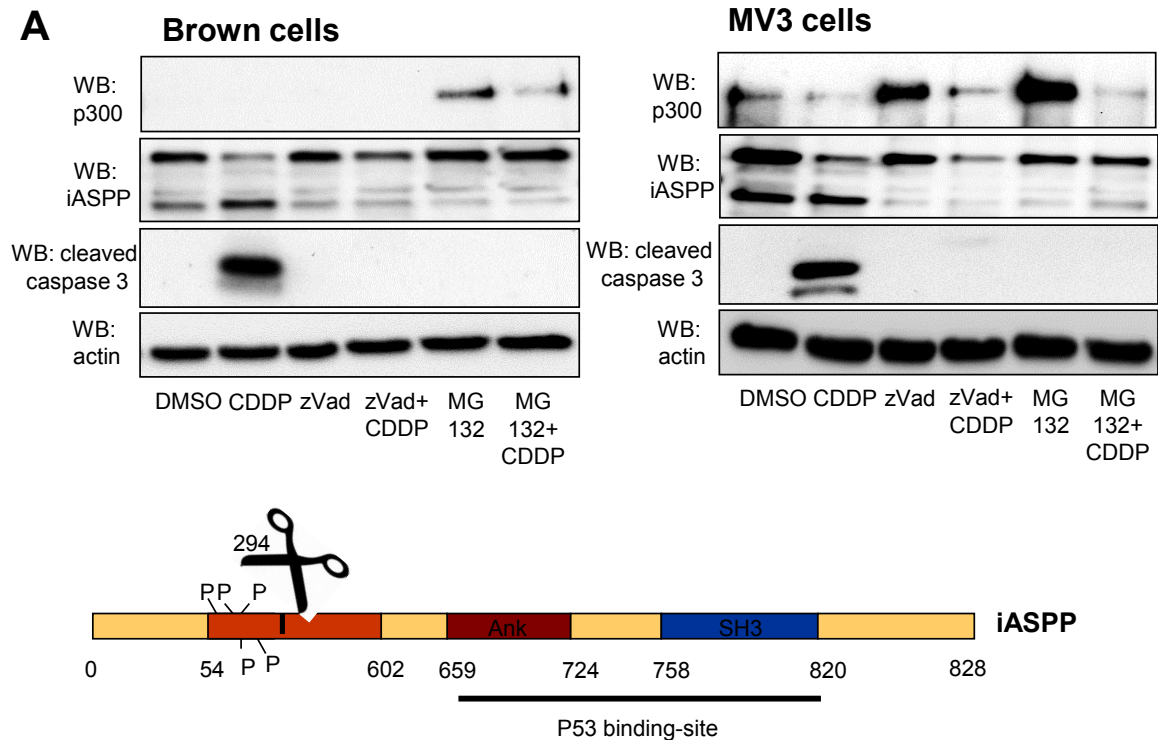 A
Brown cells
MV3 cells
WB:
p300
WB:
iASPP
WB: cleaved
caspase 3
WB:
actin
DMSO CDDP zVad zVad+
CDDP
MG
132
MG
132+
CDDP
WB:
p300
WB:
iASPP
WB: cleaved
caspase 3
WB:
actin
DMSO CDDP zVAd zVad+
CDDP
MG
132
MG
132+
CDDP
294
PP P
P P
Ank
SH3
iASPP
0 54 602 659 724 758 820 828
P53 binding-site